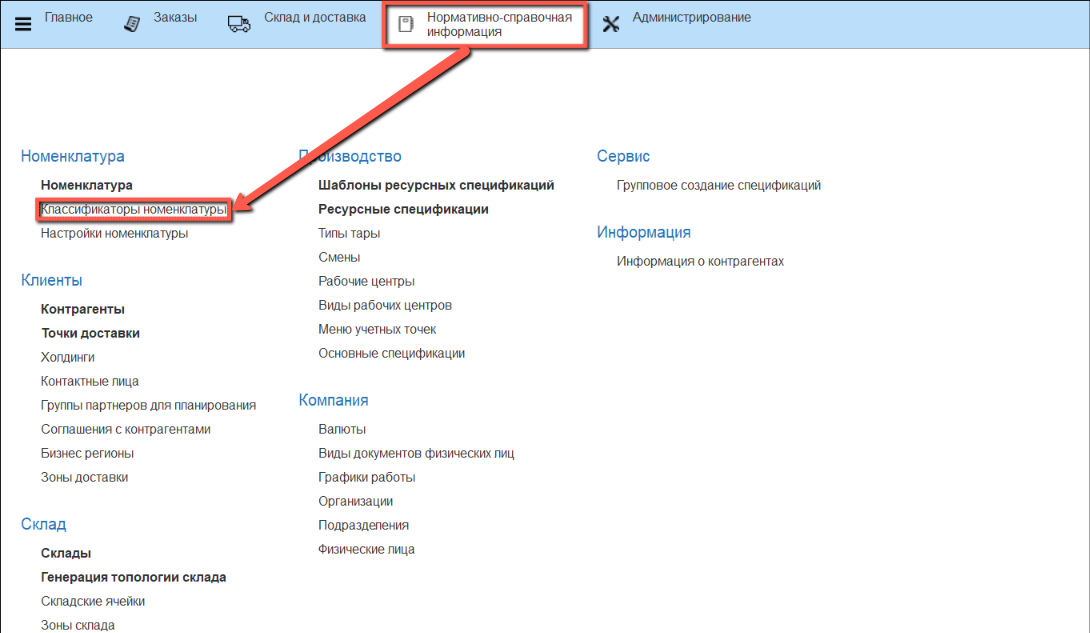 Главное
Заказы
Склад и доставка
Нормативно-справочная
информация
Администрирование
Номенклатура
Номенклатура
Классификаторы номенклатуры
Настройки номенклатуры
Клиенты
Контрагенты
Точки доставки
Холдинги
Контактные лица
Группы партнеров для планирования
Соглашения с контрагентами
Бизнес регионы
Зоны доставки
Склад
Склады
Генерация топологии склада
Складские ячейки
Зоны склада
Производство
Шаблоны ресурсных спецификаций
Ресурсные спецификации
Типы тары
Смены
Рабочие центры
Виды рабочих центров
Меню учетных точек
Основные спецификации
Компания
Валюты
Виды документов физических лиц
Графики работы
Организации
Подразделения
Физические лица
Сервис
Групповое создание спецификаций
Информация
Информация о контрагентах